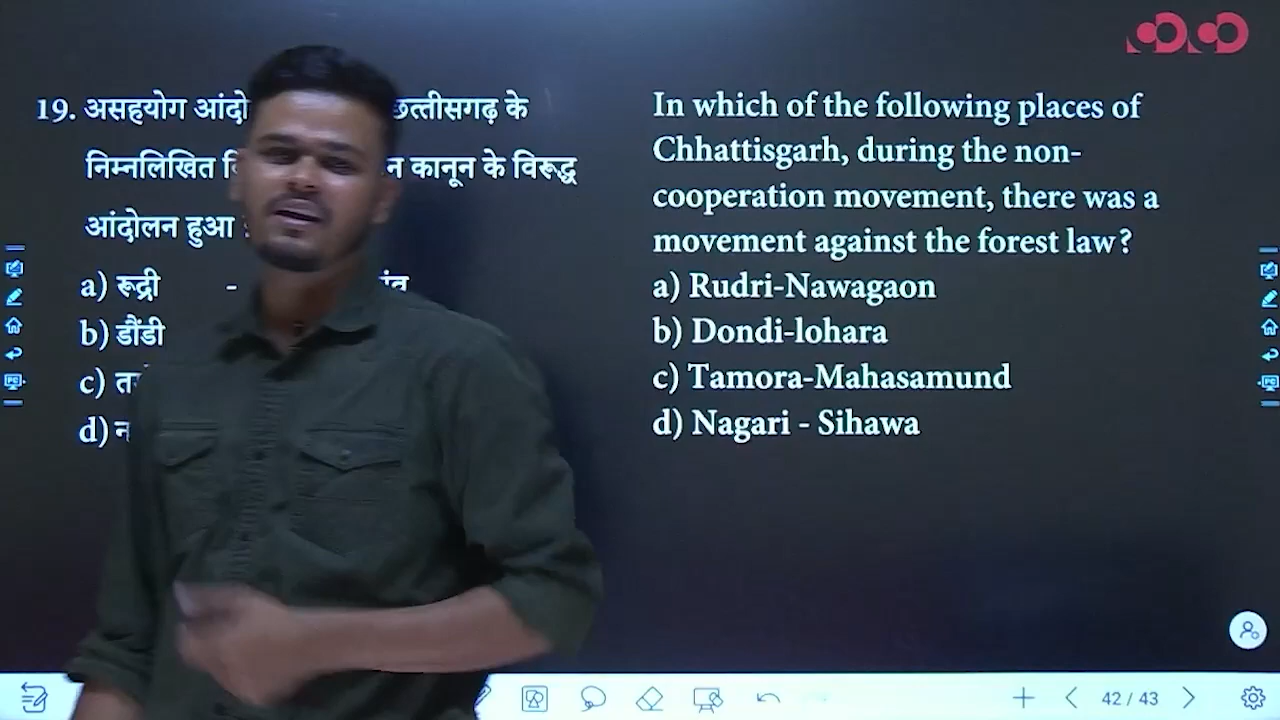 19. असहयोग आंदो छत्तीसगढ़ के
निम्नलिखित न कानून के विरूद्ध
आंदोलन हुआ
a) रूद्री -
b) डौंडी
c)
d) न
In which of the following places of
Chhattisgarh, during the non-
cooperation movement, there was a
movement against the forest law?
a) Rudri-Nawagaon
b) Dondi-lohara
c) Tamora-Mahasamund
d) Nagari - Sihawa
42 / 43